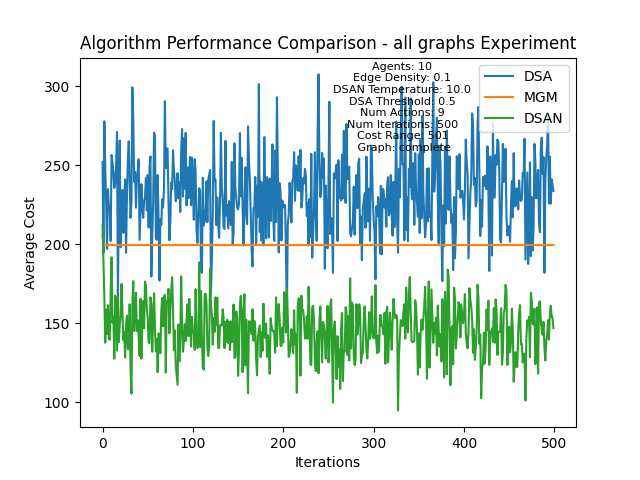 Algorithm Performance Comparison - all graphs Experiment
Agents: 10
Edge Density: 0.1
DSAN Temperature: 10.0
DSA Threshold: 0.5
Num Actions: 9
Num Iterations: 500
Cost Range: 501
Graph: complete
DSA
MGM
DSAN
Average Cost
300
250
200
150
100
0
100
200
300
400
500
Iterations